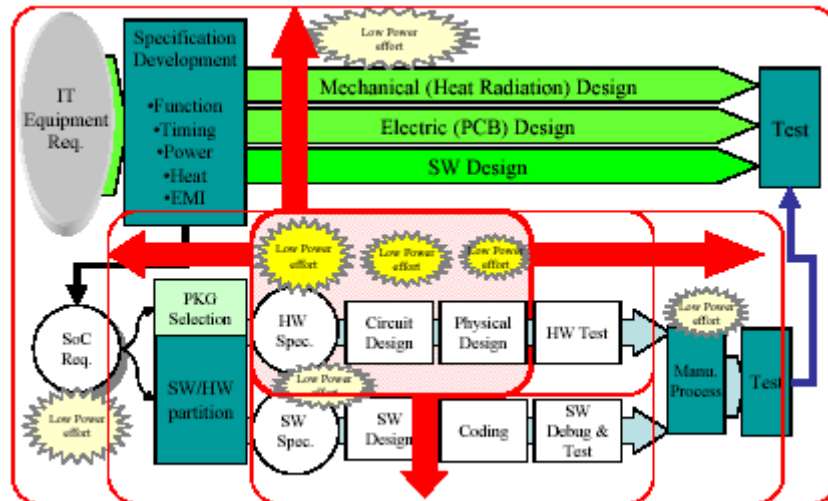 Low Power
effort
Specification
Development
•Function
•Timing
•Power
•Heat
•EMI
IT
Equipment
Req.
Mechanical (Heat Radiation) Design
Electric (PCB) Design
SW Design
Test
Low Power
effort
Low Power
effort
Low Power
effort
PKG
Selection
HW
Spec.
Circuit
Design
Physical
Design
HW Test
Low Power
effort
SoC
Req.
SW/HW
partition
Low Power
effort
Manu.
Process
Test
Low Power
effort
SW
Spec.
SW
Design
Coding
SW
Debug &
Test